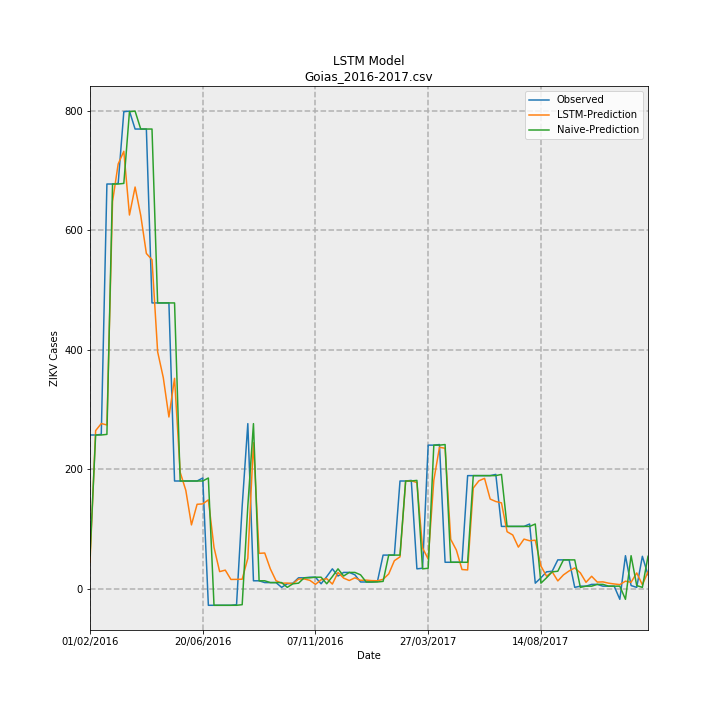 LSTM Model
Goias_2016-2017.csv
Observed
LSTM-Prediction
Naive-Prediction
800
600
400
200
0
ZIKV Cases
01/02/2016
20/06/2016
07/11/2016
27/03/2017
14/08/2017
Date